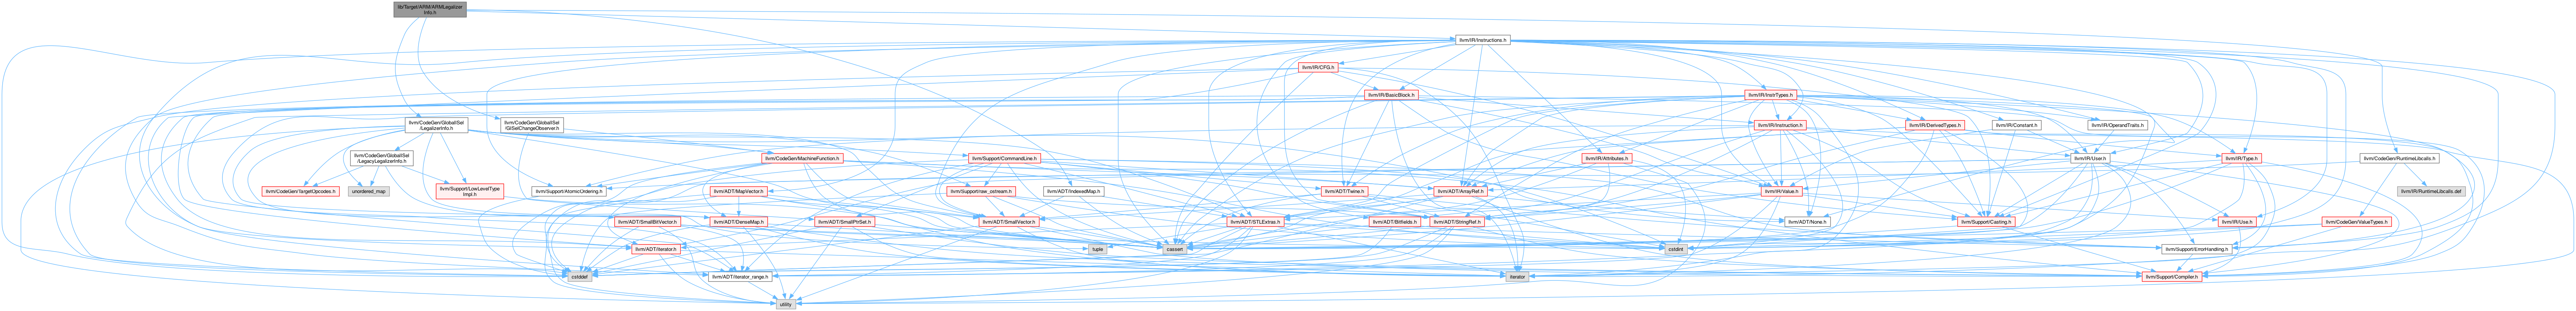 lib/Target/ARM/ARMLegalizer
Info.h
llvm/IR/Instructions.h
llvm/IR/CFG.h
llvm/IR/BasicBlock.h
llvm/IR/InstrTypes.h
llvm/CodeGen/GlobalISel
/LegalizerInfo.h
llvm/CodeGen/GlobalISel
/GISelChangeObserver.h
llvm/IR/Instruction.h
llvm/IR/DerivedTypes.h
llvm/IR/Constant.h
llvm/IR/OperandTraits.h
llvm/CodeGen/GlobalISel
/LegacyLegalizerInfo.h
llvm/CodeGen/MachineFunction.h
llvm/Support/CommandLine.h
llvm/IR/Attributes.h
llvm/IR/User.h
llvm/IR/Type.h
llvm/CodeGen/RuntimeLibcalls.h
llvm/CodeGen/TargetOpcodes.h
unordered_map
llvm/Support/LowLevelType
Impl.h
llvm/Support/AtomicOrdering.h
llvm/ADT/MapVector.h
llvm/Support/raw_ostream.h
llvm/ADT/IndexedMap.h
llvm/ADT/Twine.h
llvm/ADT/ArrayRef.h
llvm/IR/Value.h
llvm/IR/RuntimeLibcalls.def
llvm/ADT/SmallBitVector.h
llvm/ADT/DenseMap.h
llvm/ADT/SmallPtrSet.h
llvm/ADT/SmallVector.h
llvm/ADT/STLExtras.h
llvm/ADT/Bitfields.h
llvm/ADT/StringRef.h
llvm/ADT/None.h
llvm/Support/Casting.h
llvm/IR/Use.h
llvm/CodeGen/ValueTypes.h
llvm/ADT/iterator.h
tuple
cassert
cstdint
llvm/Support/ErrorHandling.h
cstddef
llvm/ADT/iterator_range.h
iterator
llvm/Support/Compiler.h
utility